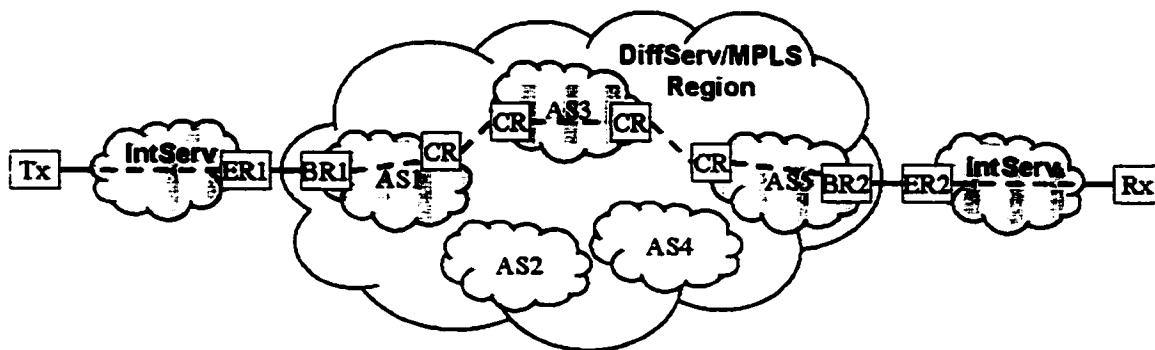 DiffServ/MPLS
Region
CR
AS3
CR
Tx
IntServ
ER1
BR1
AS1
CR
CR
AS5
BR2
ER2
IntServ
Rx
AS2
AS4